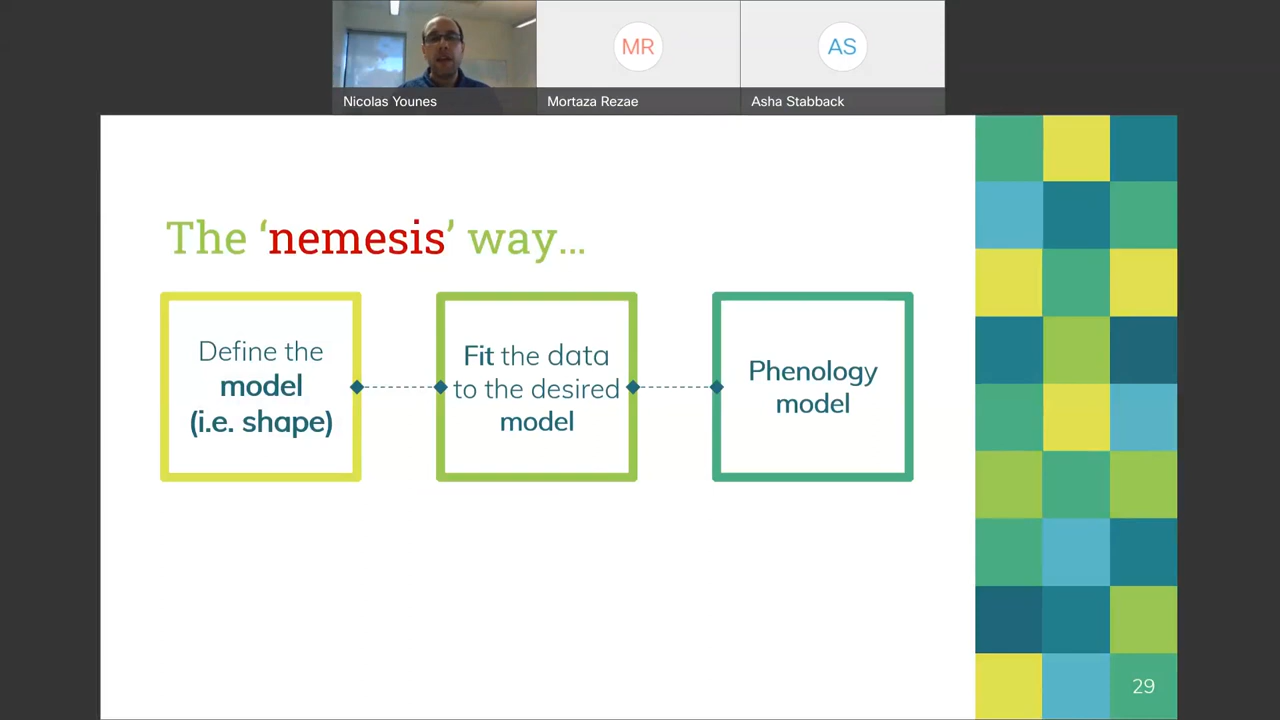 MR
AS
Nicolas Younes
Mortaza Rezae
Asha Stabback
The ‘nemesis’ way…
Define the
model
(i.e. shape)
Fit the data
to the desired
model
Phenology
model
29